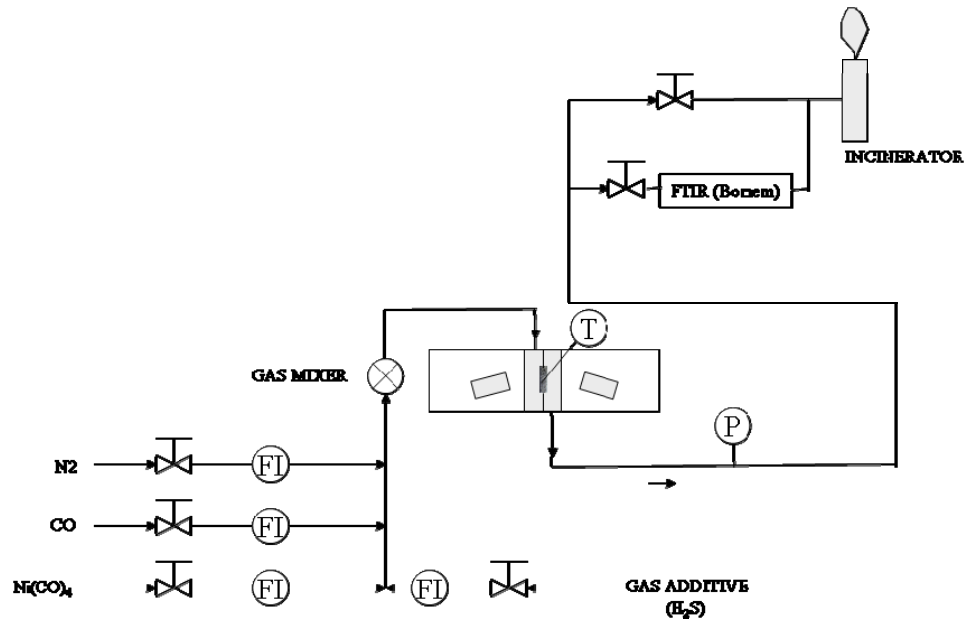 INCINERATOR
FTIR (Bomem)
T
GAS MIXER
P
N2
FI
CO
FI
Ni(CO)₄
FI
FI
GAS ADDITIVE
(H₂S)